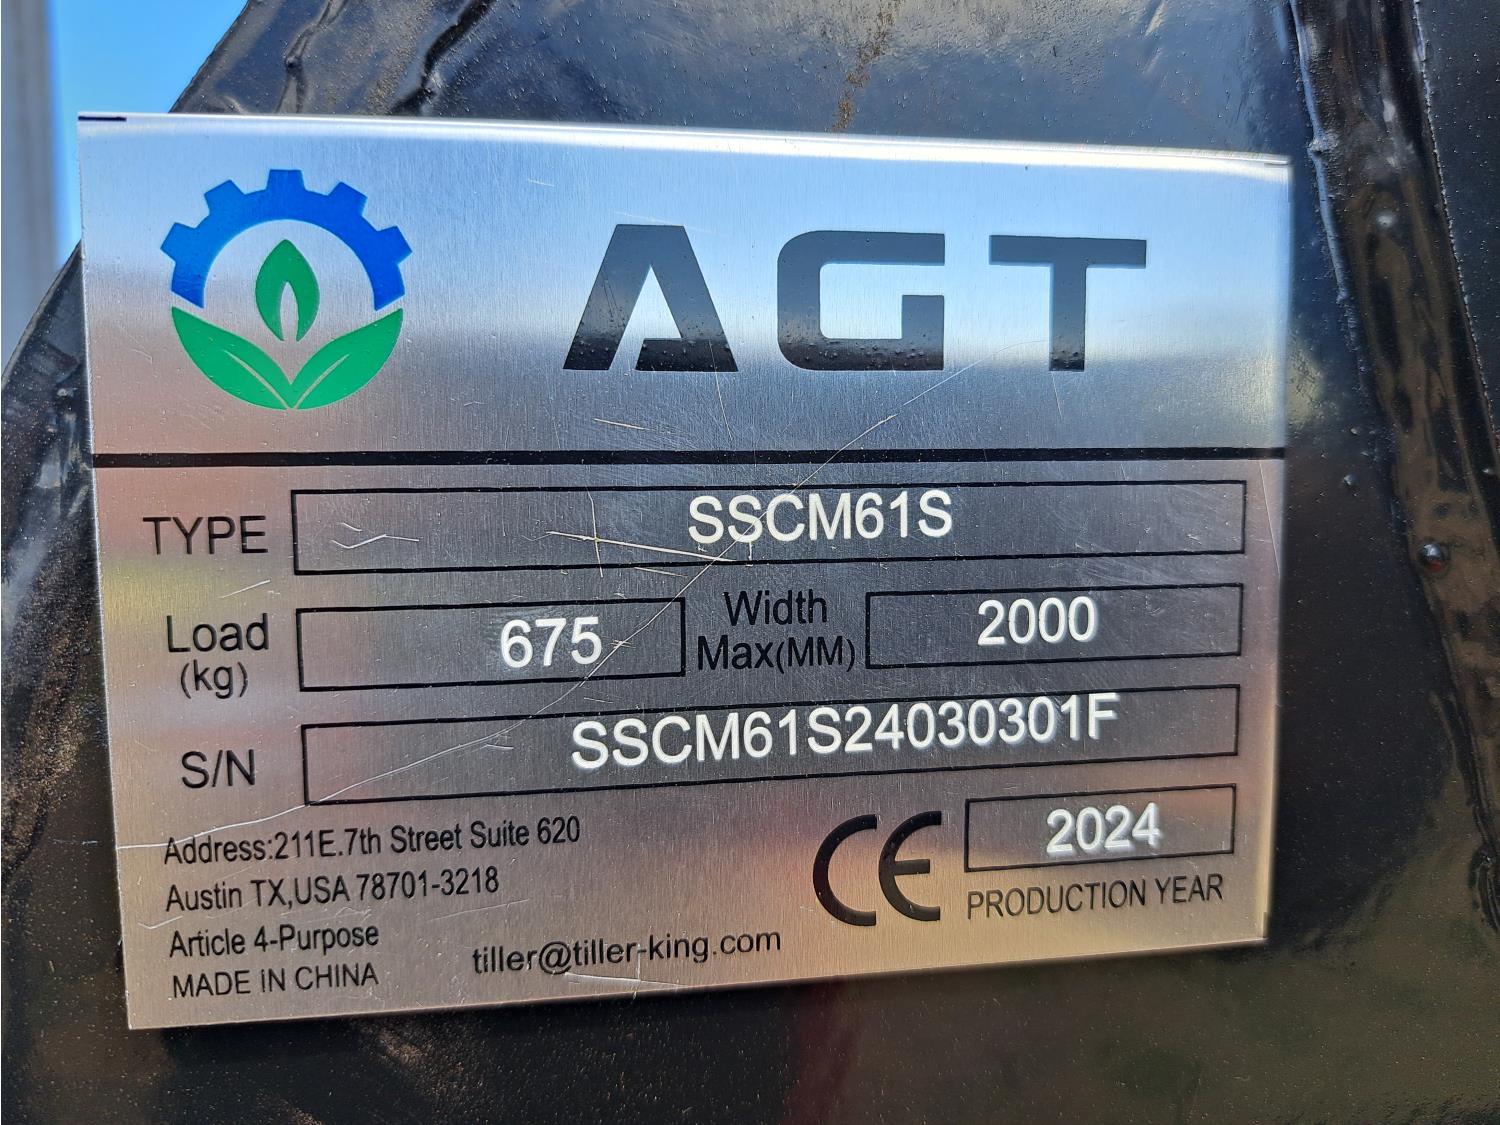 AGT
TYPE SSCM61S
Load (kg) 675 Width Max(MM) 2000
S/N SSCM61S24030301F
Address:211E.7th Street Suite 620
Austin TX,USA 78701-3218
Article 4-Purpose
MADE IN CHINA
tiller@tiller-king.com
CE
2024
PRODUCTION YEAR